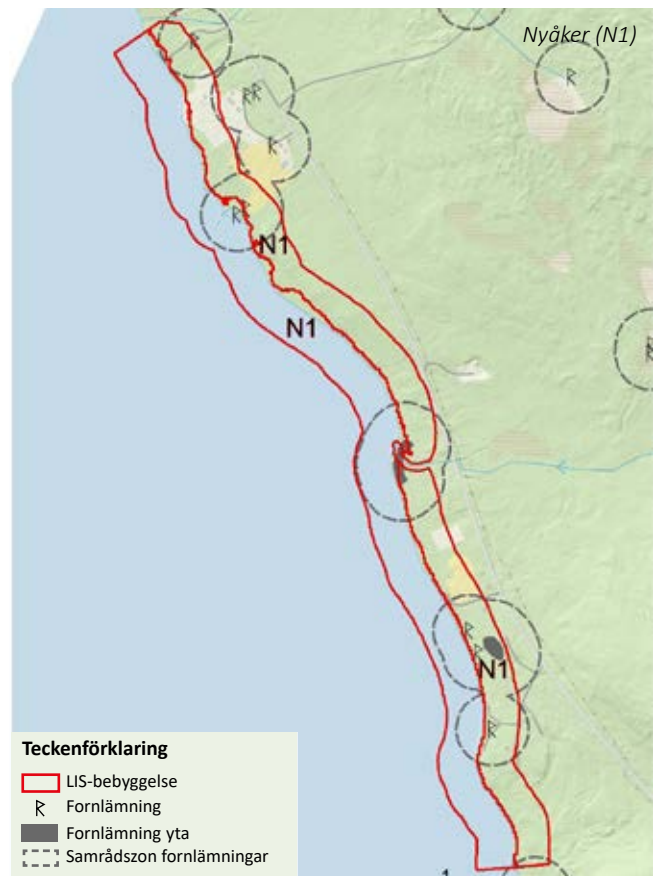 Nyåker (N1)
N1
N1
N1
Teckenförklaring
LIS-bebyggelse
Fornlämning
Fornlämning yta
Samrådszon fornlämningar